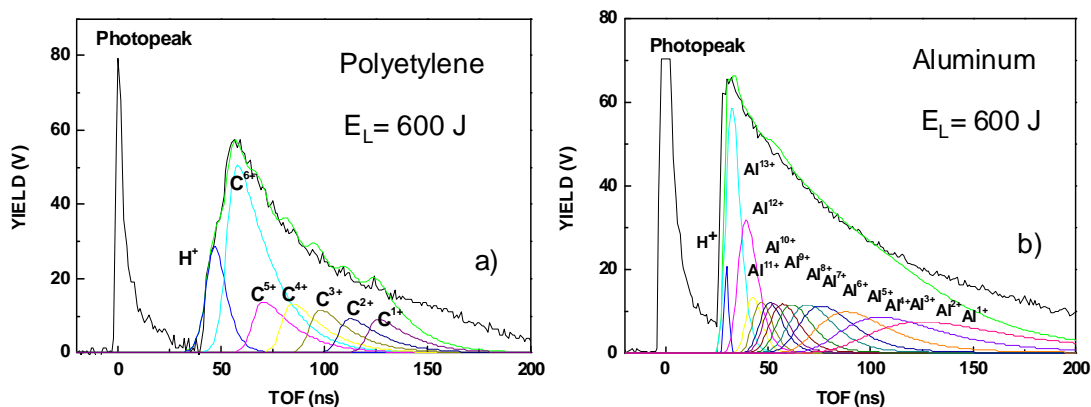 Photopeak
Polyetylene
E_L= 600 J
H⁺
C⁶⁺
C⁵⁺
C⁴⁺
C³⁺
C²⁺
C¹⁺
a)
YIELD (V)
80
60
40
20
0
0
50
100
150
200
TOF (ns)
Photopeak
Aluminum
E_L= 600 J
H⁺
Al¹³⁺
Al¹²⁺
Al¹¹⁺
Al¹⁰⁺
Al⁹⁺
Al⁸⁺
Al⁷⁺
Al⁶⁺
Al⁵⁺
Al⁴⁺
Al³⁺
Al²⁺
Al¹⁺
b)
YIELD (V)
80
60
40
20
0
0
50
100
150
200
TOF (ns)